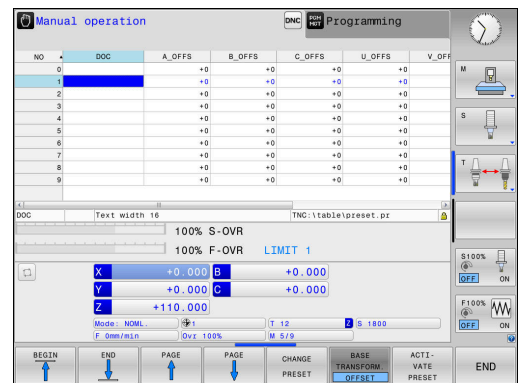 Manual operation
DNC
PGM MGT
Programming
NO DOC A_OFFS B_OFFS C_OFFS U_OFFS V_OFF
0 +0 +0 +0 +0
1 +0 +0 +0 +0
2 +0 +0 +0 +0
3 +0 +0 +0 +0
4 +0 +0 +0 +0
5 +0 +0 +0 +0
6 +0 +0 +0 +0
7 +0 +0 +0 +0
8 +0 +0 +0 +0
9 +0 +0 +0 +0
DOC Text width 16 TNC:\table\preset.pr
100% S-OVR
100% F-OVR LIMIT 1
X +0.000 B +0.000
Y +0.000 C +0.000
Z +110.000
Mode: NOML. 1 T 12 Z S 1800
F 0mm/min Ovr 100% M 5/9
M
S
T
S100%
OFF ON
F100%
OFF ON
BEGIN
END
PAGE
PAGE
CHANGE
PRESET
BASE
TRANSFORM.
OFFSET
ACTI-
VATE
PRESET
END